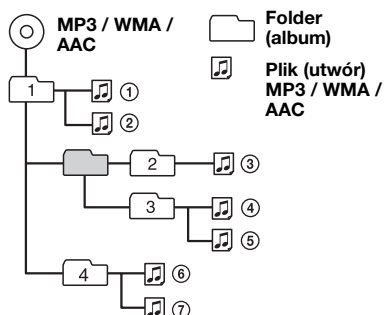 MP3 / WMA /
AAC
Folder
(album)
Plik (utwór)
MP3 / WMA /
AAC
1
①
②
2
③
3
④
⑤
4
⑥
⑦